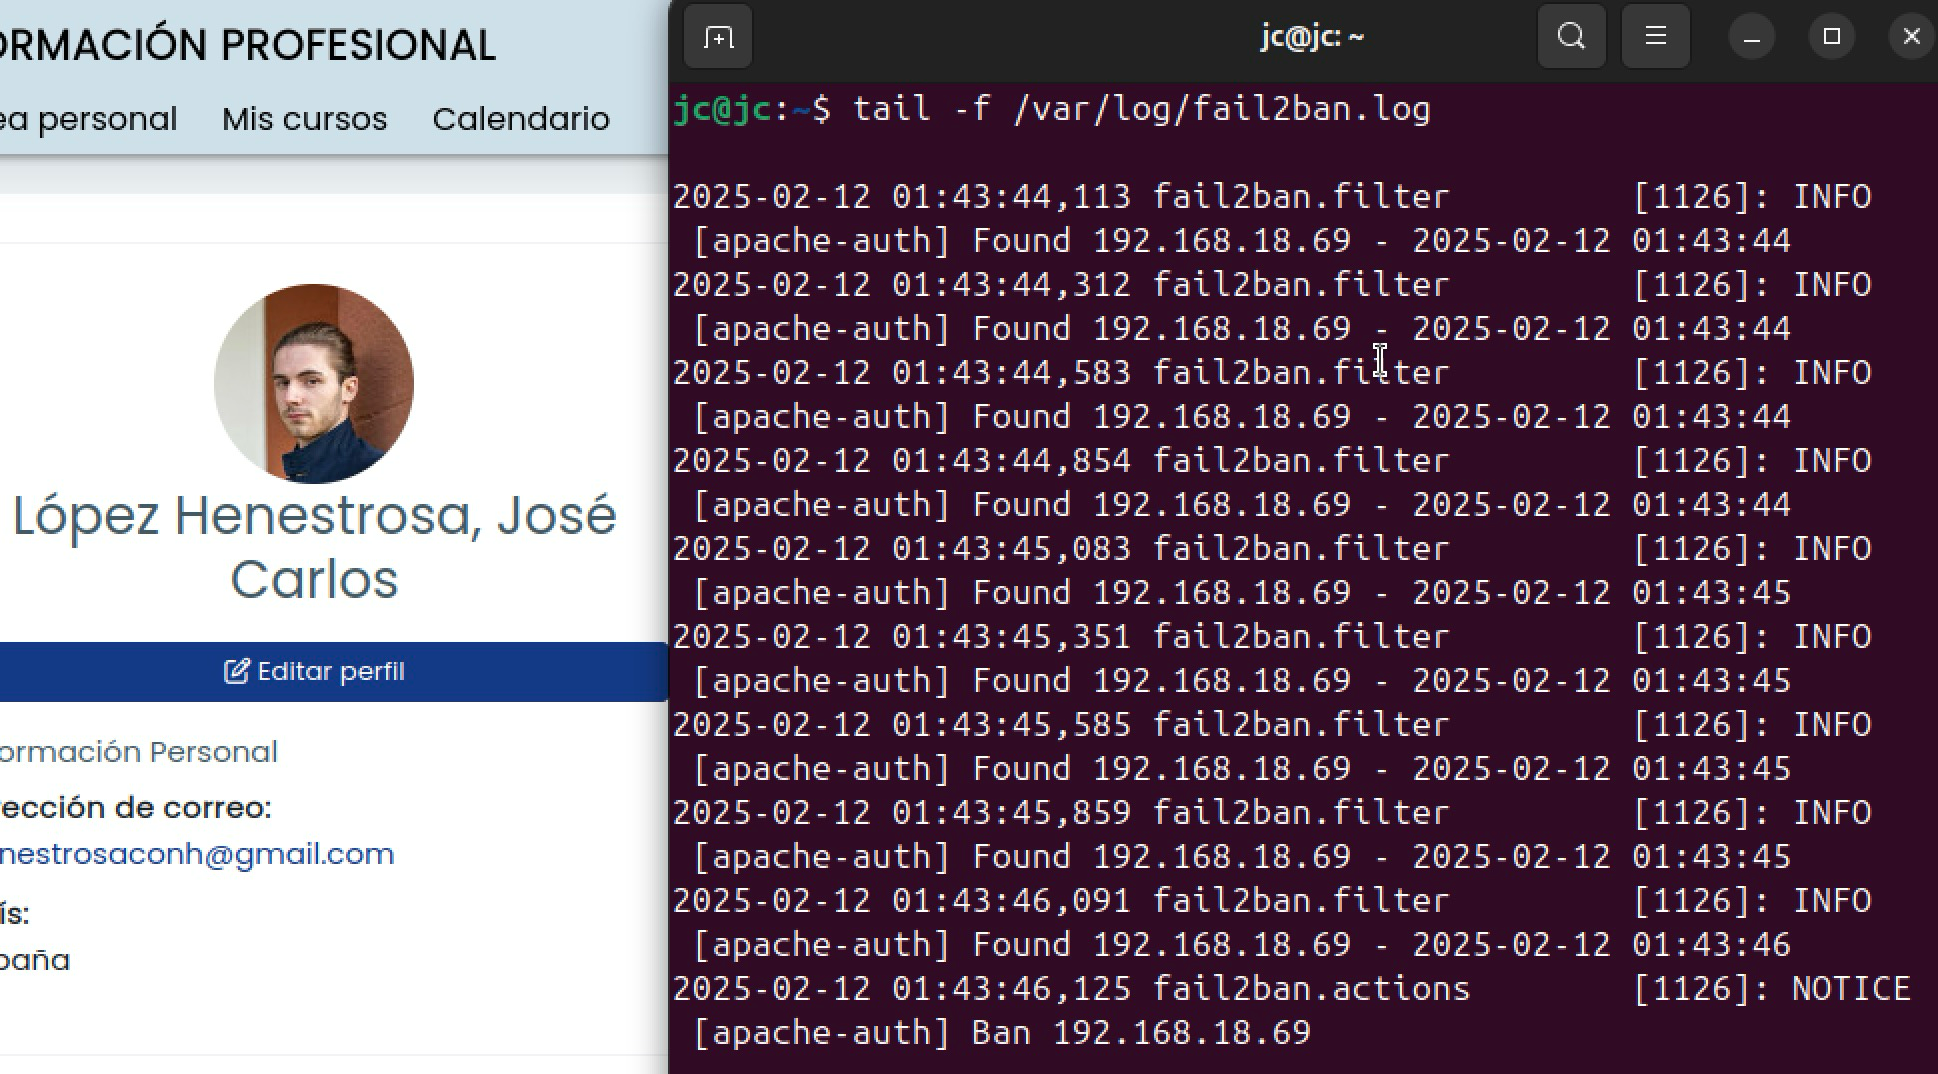 ORMACIÓN PROFESIONAL
ea personal Mis cursos Calendario
López Henestrosa, José
Carlos
Editar perfil
ormación Personal
rección de correo:
nestrosaconh@gmail.com
ís:
paña
jc@jc: ~
jc@jc:~$ tail -f /var/log/fail2ban.log
2025-02-12 01:43:44,113 fail2ban.filter [1126]: INFO
[apache-auth] Found 192.168.18.69 - 2025-02-12 01:43:44
2025-02-12 01:43:44,312 fail2ban.filter [1126]: INFO
[apache-auth] Found 192.168.18.69 - 2025-02-12 01:43:44
2025-02-12 01:43:44,583 fail2ban.filter [1126]: INFO
[apache-auth] Found 192.168.18.69 - 2025-02-12 01:43:44
2025-02-12 01:43:44,854 fail2ban.filter [1126]: INFO
[apache-auth] Found 192.168.18.69 - 2025-02-12 01:43:44
2025-02-12 01:43:45,083 fail2ban.filter [1126]: INFO
[apache-auth] Found 192.168.18.69 - 2025-02-12 01:43:45
2025-02-12 01:43:45,351 fail2ban.filter [1126]: INFO
[apache-auth] Found 192.168.18.69 - 2025-02-12 01:43:45
2025-02-12 01:43:45,585 fail2ban.filter [1126]: INFO
[apache-auth] Found 192.168.18.69 - 2025-02-12 01:43:45
2025-02-12 01:43:45,859 fail2ban.filter [1126]: INFO
[apache-auth] Found 192.168.18.69 - 2025-02-12 01:43:45
2025-02-12 01:43:46,091 fail2ban.filter [1126]: INFO
[apache-auth] Found 192.168.18.69 - 2025-02-12 01:43:46
2025-02-12 01:43:46,125 fail2ban.actions [1126]: NOTICE
[apache-auth] Ban 192.168.18.69